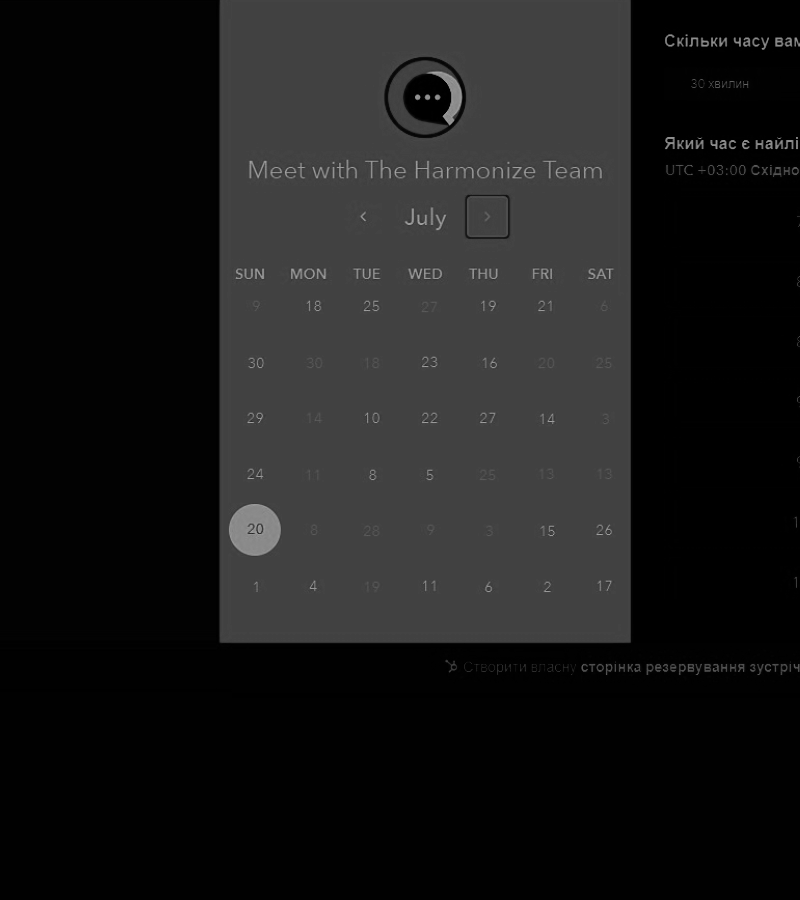 Meet with The Harmonize Team
July
SUN MON TUE WED THU FRI SAT
9 18 25 27 19 21 6
30 30 18 23 16 20 25
29 14 10 22 27 14 3
24 11 8 5 25 13 13
20 8 28 9 3 15 26
1 4 19 11 6 2 17
Скільки часу вам
30 хвилин
Який час є найлі
UTC +03:00 Східно
Створити власну сторінка резервування зустріч